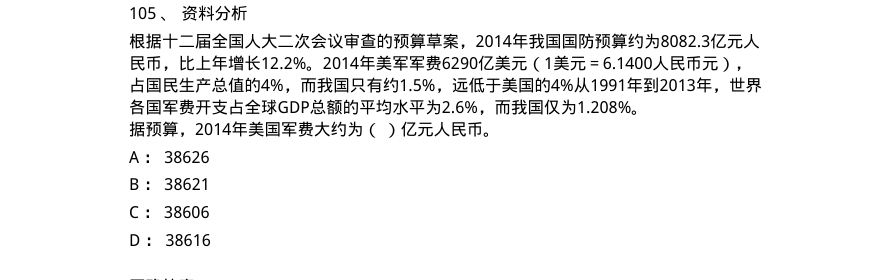 105、 资料分析
根据十二届全国人大二次会议审查的预算草案，2014年我国国防预算约为8082.3亿元人
民币，比上年增长12.2%。2014年美军军费6290亿美元（1美元＝6.1400人民币元），
占国民生产总值的4%，而我国只有约1.5%，远低于美国的4%从1991年到2013年，世界
各国军费开支占全球GDP总额的平均水平为2.6%，而我国仅为1.208%。
据预算，2014年美国军费大约为（ ）亿元人民币。
A： 38626
B： 38621
C： 38606
D： 38616